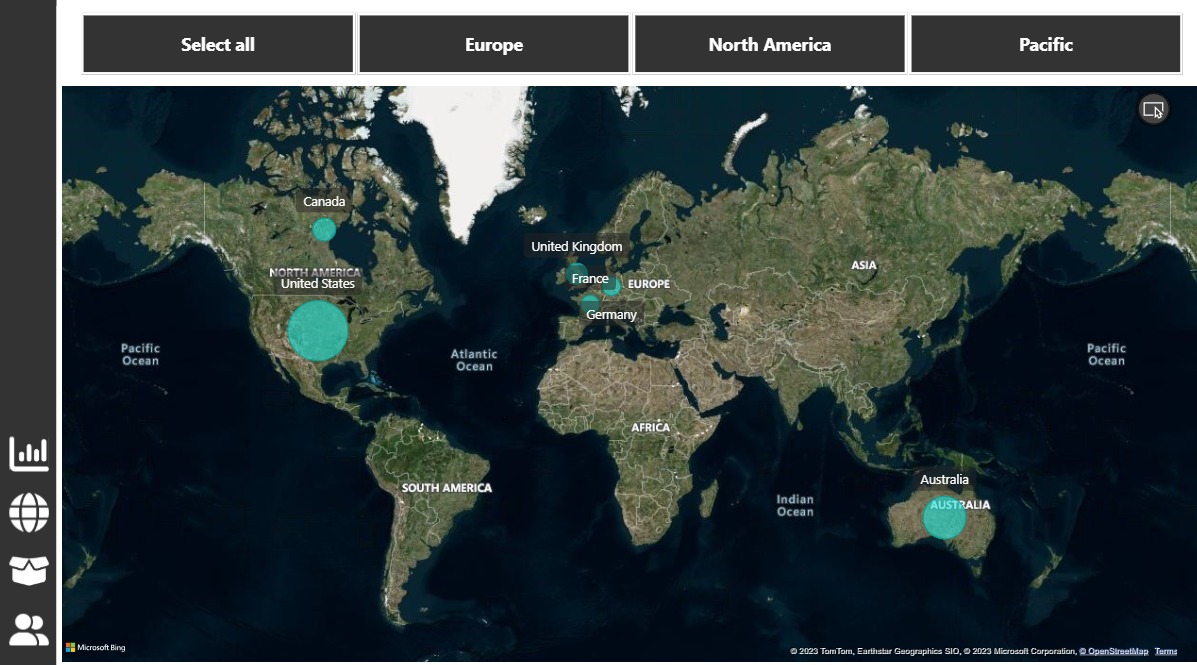 Select all
Europe
North America
Pacific
Canada
NORTH AMERICA
United States
United Kingdom
France
EUROPE
Germany
ASIA
Pacific
Ocean
Atlantic
Ocean
Pacific
Ocean
AFRICA
SOUTH AMERICA
Indian
Ocean
Australia
AUSTRALIA
Microsoft Bing
© 2023 TomTom, Earthstar Geographics SIO, © 2023 Microsoft Corporation, © OpenStreetMap Terms